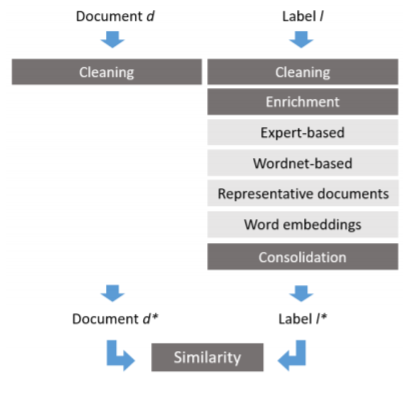 Document d
Label l
Cleaning
Cleaning
Enrichment
Expert-based
Wordnet-based
Representative documents
Word embeddings
Consolidation
Document d*
Label l*
Similarity